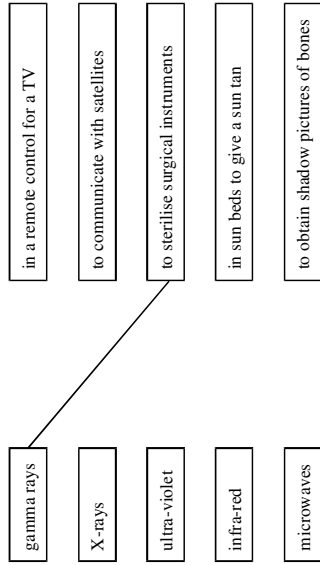 gamma rays
X-rays
ultra-violet
infra-red
microwaves
in a remote control for a TV
to communicate with satellites
to sterilise surgical instruments
in sun beds to give a sun tan
to obtain shadow pictures of bones